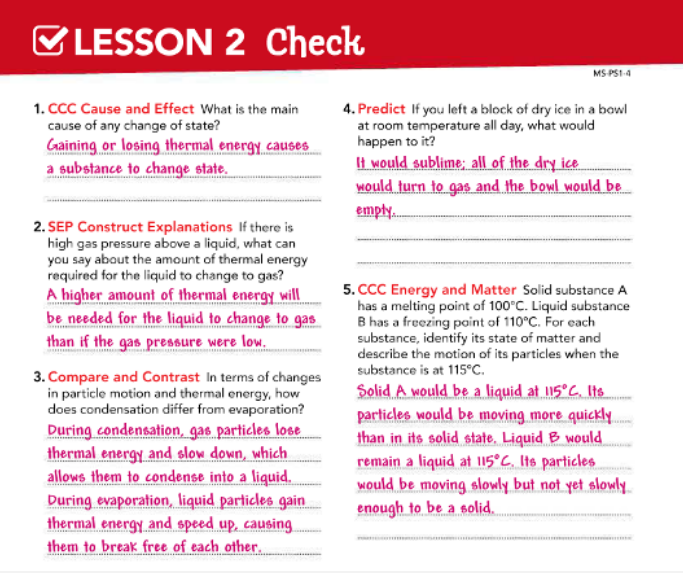 LESSON 2 Check
MS-PS1-4
1. CCC Cause and Effect What is the main
cause of any change of state?
Gaining or losing thermal energy causes
a substance to change state.
2. SEP Construct Explanations If there is
high gas pressure above a liquid, what can
you say about the amount of thermal energy
required for the liquid to change to gas?
A higher amount of thermal energy will
be needed for the liquid to change to gas
than if the gas pressure were low.
3. Compare and Contrast In terms of changes
in particle motion and thermal energy, how
does condensation differ from evaporation?
During condensation, gas particles lose
thermal energy and slow down, which
allows them to condense into a liquid.
During evaporation, liquid particles gain
thermal energy and speed up, causing
them to break free of each other.
4. Predict If you left a block of dry ice in a bowl
at room temperature all day, what would
happen to it?
It would sublime; all of the dry ice
would turn to gas and the bowl would be
empty.
5. CCC Energy and Matter Solid substance A
has a melting point of 100°C. Liquid substance
B has a freezing point of 110°C. For each
substance, identify its state of matter and
describe the motion of its particles when the
substance is at 115°C.
Solid A would be a liquid at 115°C. Its
particles would be moving more quickly
than in its solid state. Liquid B would
remain a liquid at 115°C. Its particles
would be moving slowly but not yet slowly
enough to be a solid.